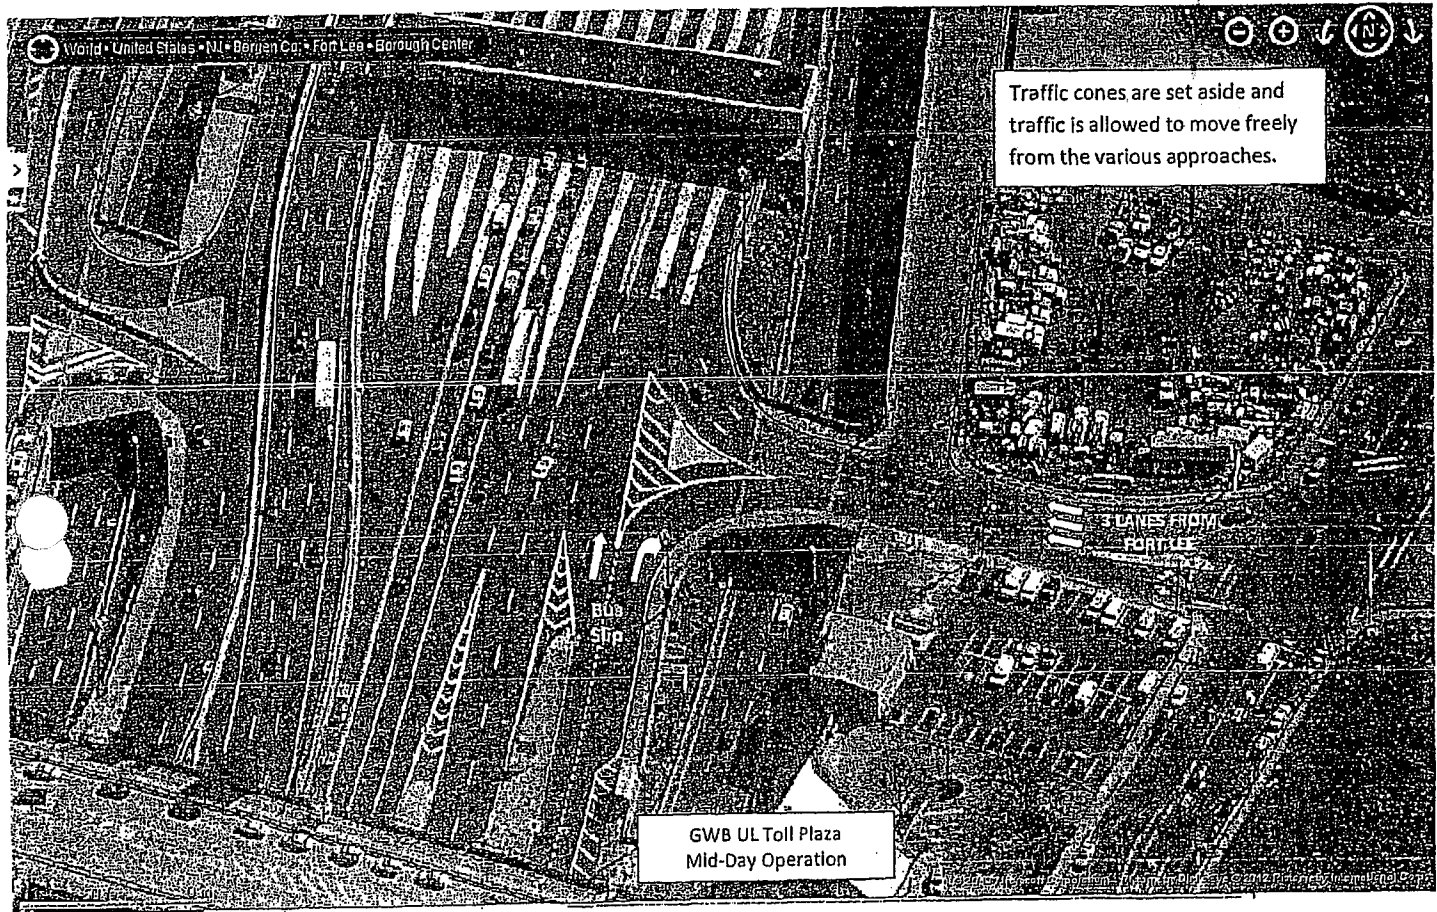 World • United States • NJ • Bergen Co. • Fort Lee • Borough Center
N
Traffic cones are set aside and
traffic is allowed to move freely
from the various approaches.
3 LANES FROM
FORT LEE
Bus
Slip
GWB UL Toll Plaza
Mid-Day Operation